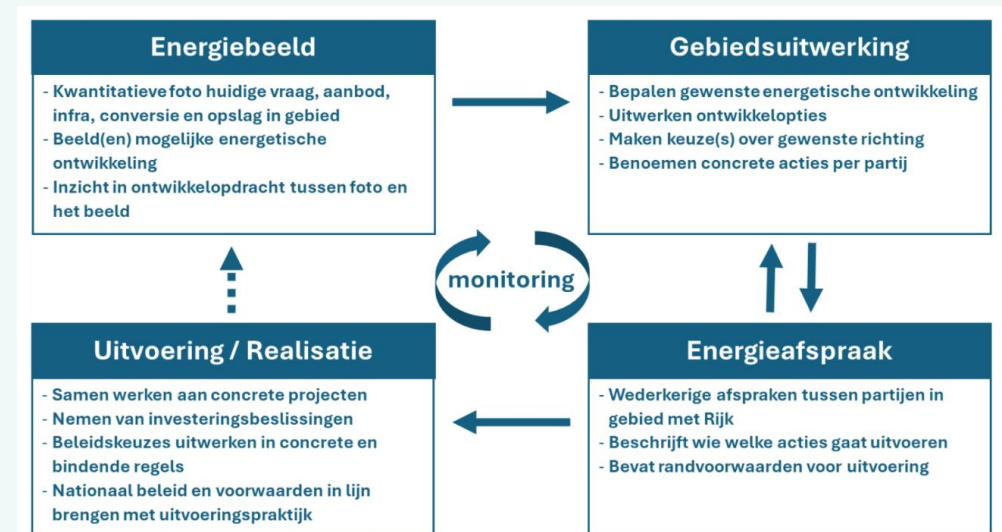 Energiebeeld
- Kwantitatieve foto huidige vraag, aanbod,
infra, conversie en opslag in gebied
- Beeld(en) mogelijke energetische
ontwikkeling
- Inzicht in ontwikkelopdracht tussen foto en
het beeld
Gebiedsuitwerking
- Bepalen gewenste energetische ontwikkeling
- Uitwerken ontwikkelopties
- Maken keuze(s) over gewenste richting
- Benoemen concrete acties per partij
monitoring
Uitvoering / Realisatie
- Samen werken aan concrete projecten
- Nemen van investeringsbeslissingen
- Beleidskeuzes uitwerken in concrete en
bindende regels
- Nationaal beleid en voorwaarden in lijn
brengen met uitvoeringspraktijk
Energieafspraak
- Wederkerige afspraken tussen partijen in
gebied met Rijk
- Beschrijft wie welke acties gaat uitvoeren
- Bevat randvoorwaarden voor uitvoering